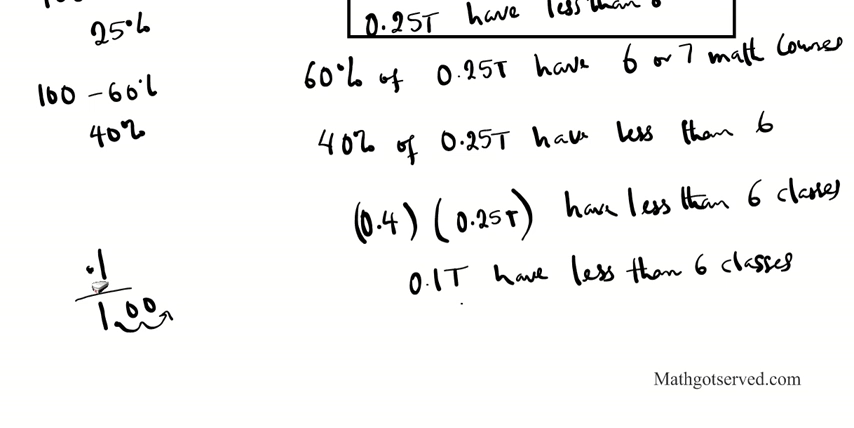 25%
0.25T have less than
100 - 60%
60% of 0.25T have 6 or 7 math courses
40%
40% of 0.25T have less than 6
(0.4) (0.25T) have less than 6 classes
.1
0.1T have less than 6 classes
1.00
Mathgotserved.com